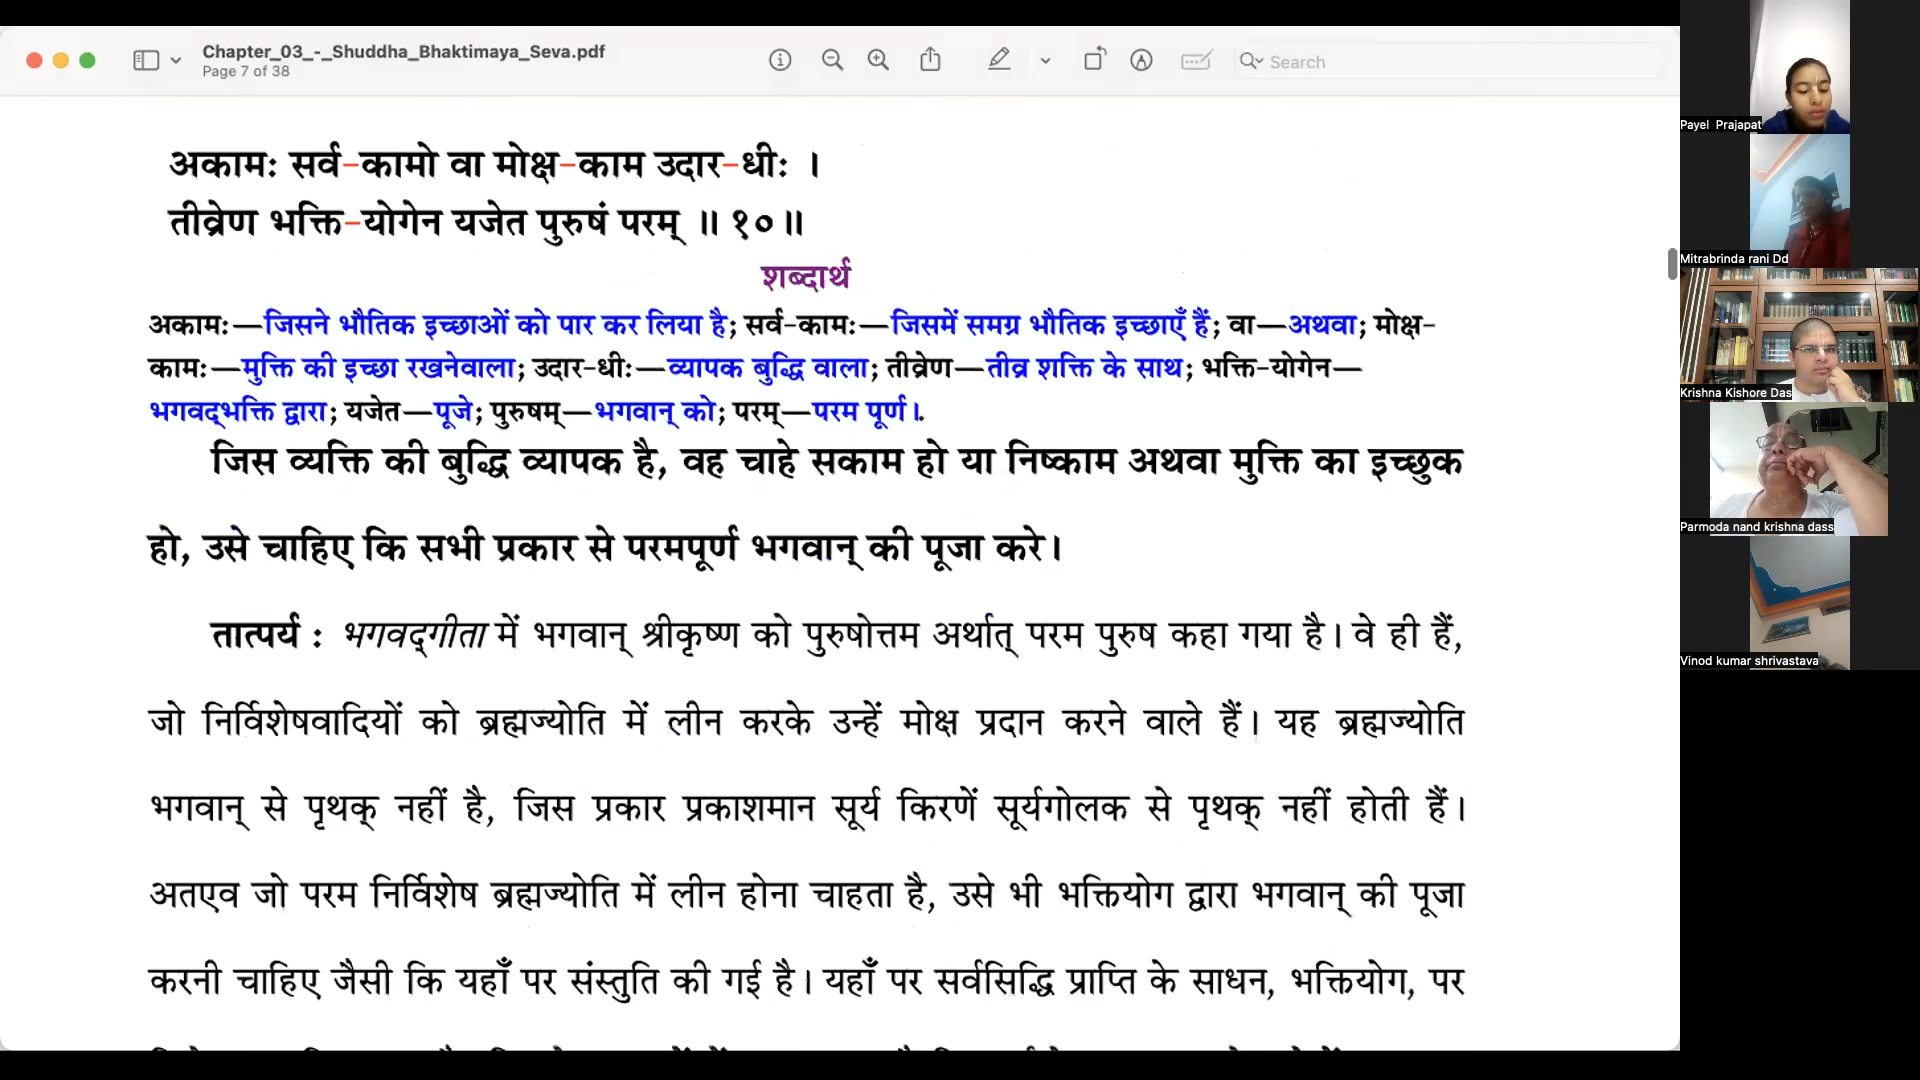 Chapter_03_-_Shuddha_Bhaktimaya_Seva.pdf
Page 7 of 38
Search
अकामः सर्व-कामो वा मोक्ष-काम उदार-धीः ।
तीव्रेण भक्ति-योगेन यजेत पुरुषं परम् ॥ १०॥
शब्दार्थ
अकामः—जिसने भौतिक इच्छाओं को पार कर लिया है; सर्व-कामः—जिसमें समग्र भौतिक इच्छाएँ हैं; वा—अथवा; मोक्ष-
कामः—मुक्ति की इच्छा रखनेवाला; उदार-धीः—व्यापक बुद्धि वाला; तीव्रेण—तीव्र शक्ति के साथ; भक्ति-योगेन—
भगवद्भक्ति द्वारा; यजेत—पूजे; पुरुषम्—भगवान् को; परम्—परम पूर्ण।.
जिस व्यक्ति की बुद्धि व्यापक है, वह चाहे सकाम हो या निष्काम अथवा मुक्ति का इच्छुक
हो, उसे चाहिए कि सभी प्रकार से परमपूर्ण भगवान् की पूजा करे।
तात्पर्य : भगवद्गीता में भगवान् श्रीकृष्ण को पुरुषोत्तम अर्थात् परम पुरुष कहा गया है। वे ही हैं,
जो निर्विशेषवादियों को ब्रह्मज्योति में लीन करके उन्हें मोक्ष प्रदान करने वाले हैं। यह ब्रह्मज्योति
भगवान् से पृथक् नहीं है, जिस प्रकार प्रकाशमान सूर्य किरणें सूर्यगोलक से पृथक् नहीं होती हैं।
अतएव जो परम निर्विशेष ब्रह्मज्योति में लीन होना चाहता है, उसे भी भक्तियोग द्वारा भगवान् की पूजा
करनी चाहिए जैसी कि यहाँ पर संस्तुति की गई है। यहाँ पर सर्वसिद्धि प्राप्ति के साधन, भक्तियोग, पर
Payel Prajapat
Mitrabrinda rani Dd
Krishna Kishore Das
Parmoda nand krishna dass
Vinod kumar shrivastava